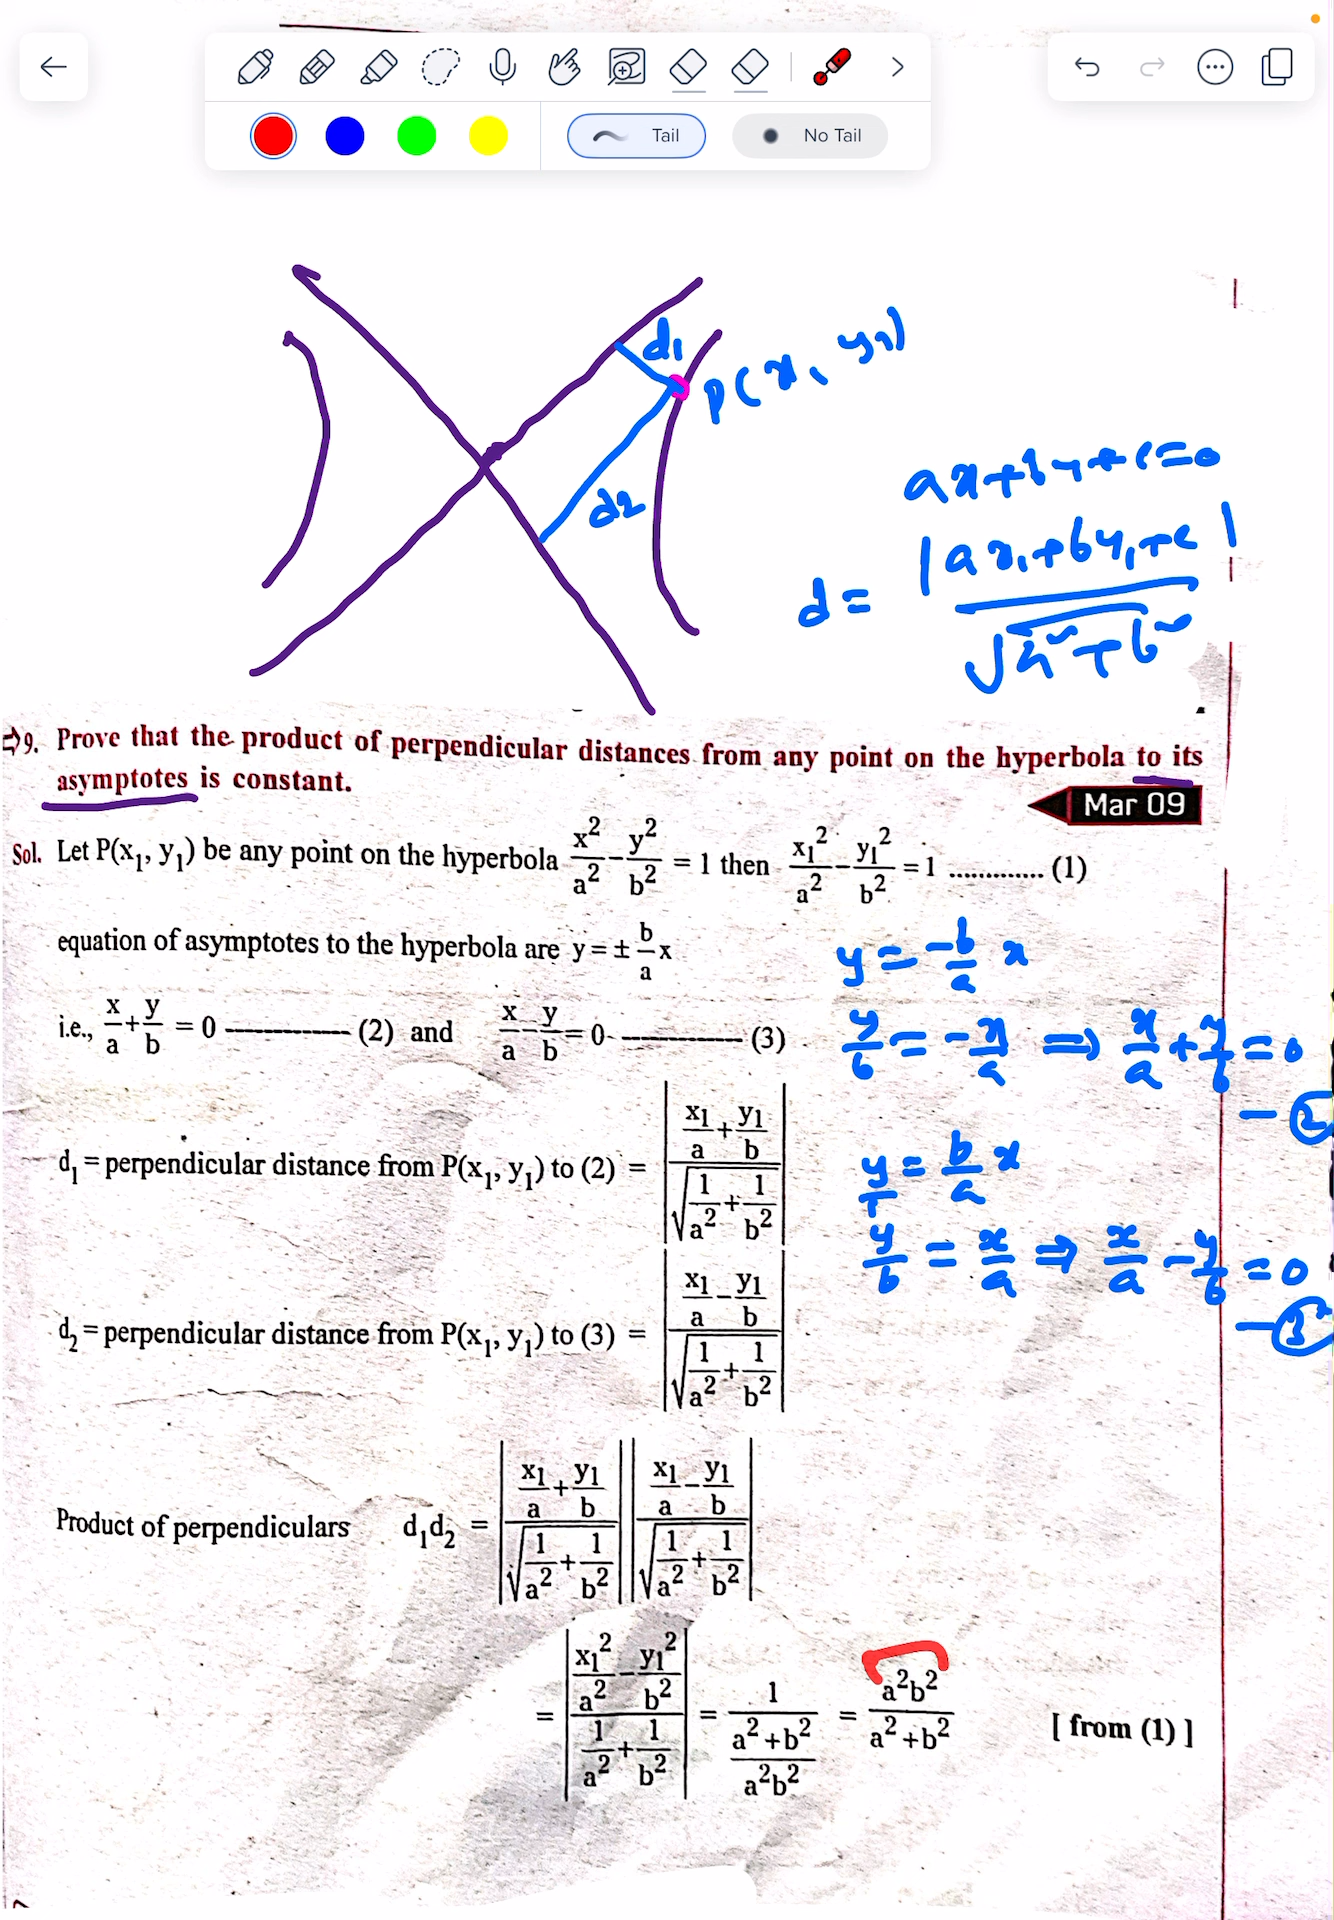 Tail
No Tail
d1
P(x1, y1)
d2
ax+by+c=0
d = |ax1+by1+c| / √a²+b²
⇒9. Prove that the product of perpendicular distances from any point on the hyperbola to its
asymptotes is constant.
Mar 09
Sol. Let P(x₁, y₁) be any point on the hyperbola x²/a² − y²/b² = 1 then x₁²/a² − y₁²/b² = 1 ............. (1)
equation of asymptotes to the hyperbola are y = ± b/a x
y = −b/a x
i.e., x/a + y/b = 0 ------------ (2) and x/a − y/b = 0 ------------ (3)
y/b = −x/a ⇒ x/a + y/b = 0
— 2
d₁ = perpendicular distance from P(x₁, y₁) to (2) = | (x₁/a + y₁/b) / √(1/a² + 1/b²) |
y/1 = b/a x
y/b = x/a ⇒ x/a − y/b = 0
— 3
d₂ = perpendicular distance from P(x₁, y₁) to (3) = | (x₁/a − y₁/b) / √(1/a² + 1/b²) |
Product of perpendiculars d₁d₂ = | (x₁/a + y₁/b) / √(1/a² + 1/b²) | | (x₁/a − y₁/b) / √(1/a² + 1/b²) |
= | (x₁²/a² − y₁²/b²) / (1/a² + 1/b²) | = 1 / ((a² + b²)/(a²b²)) = a²b² / (a² + b²) [ from (1) ]